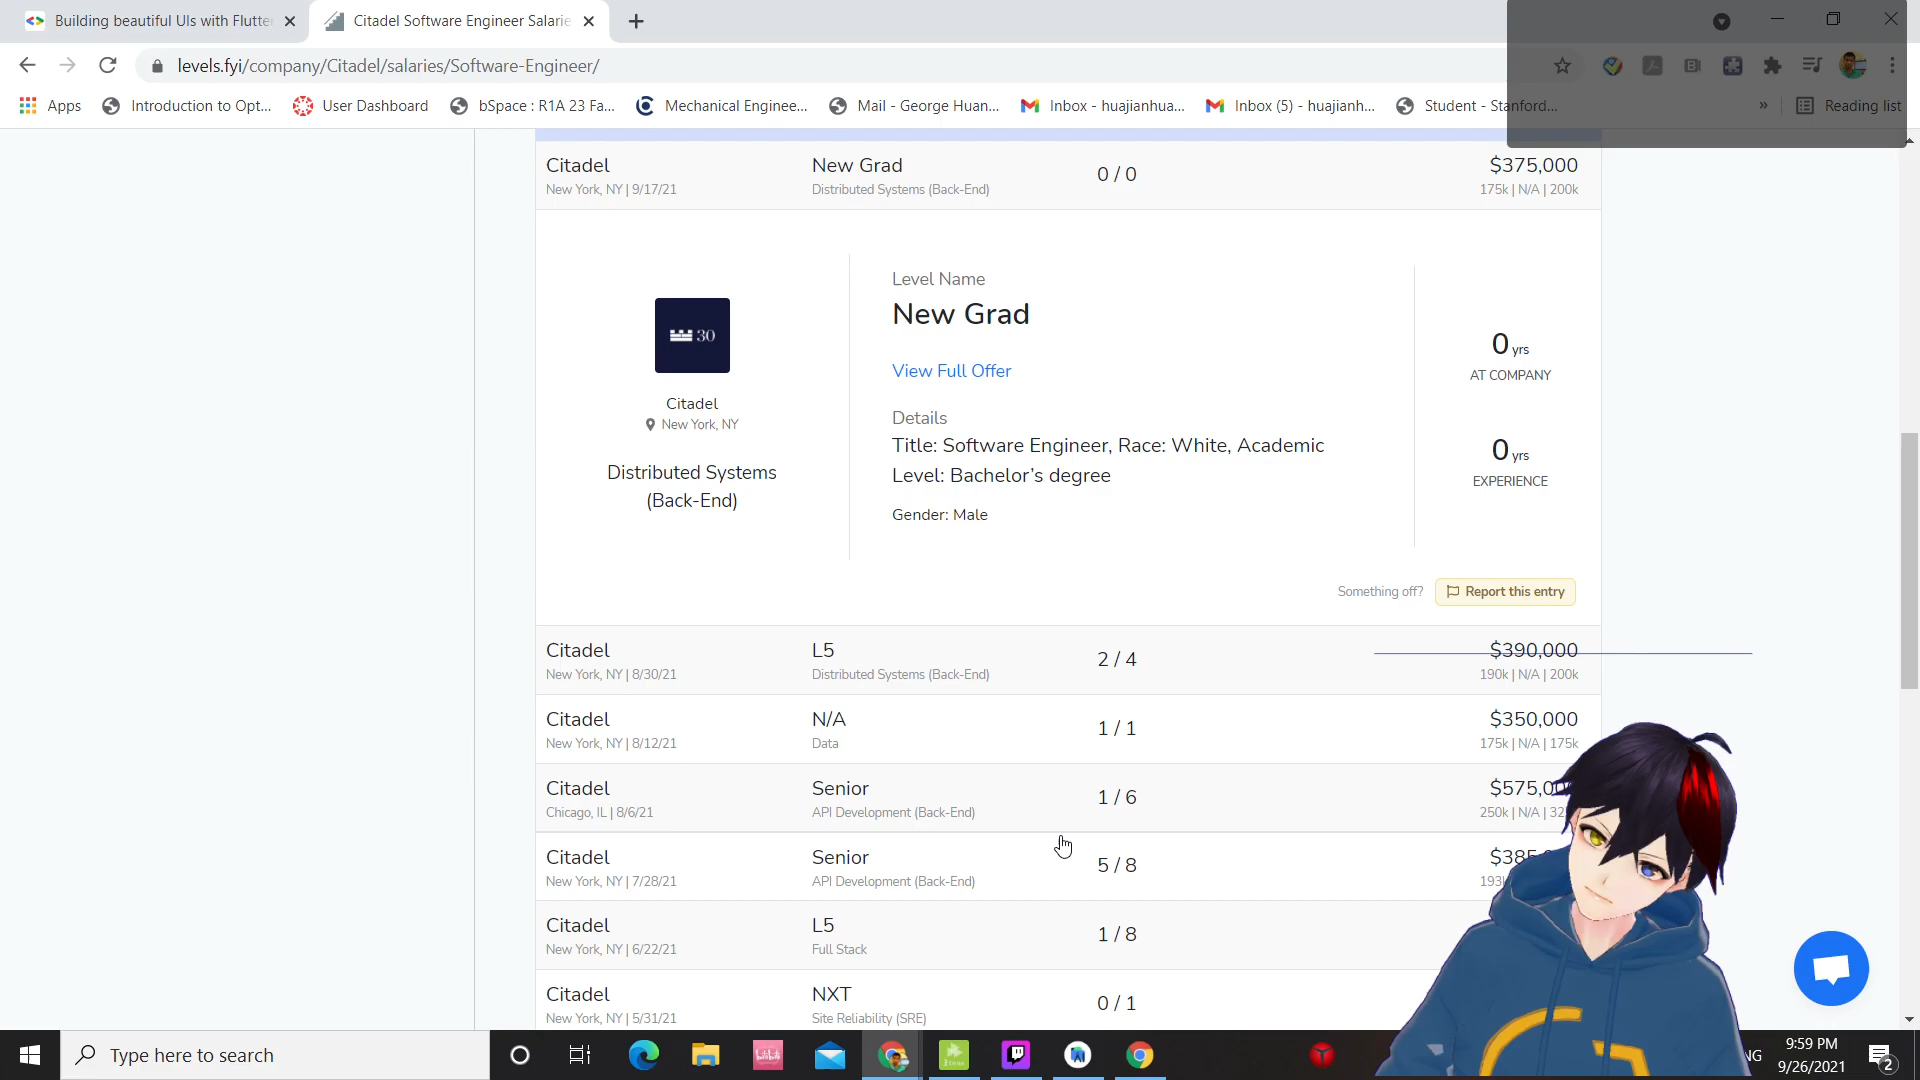 Building beautiful UIs with Flutte
Citadel Software Engineer Salarie
levels.fyi/company/Citadel/salaries/Software-Engineer/
Apps
Introduction to Opt...
User Dashboard
bSpace : R1A 23 Fa...
Mechanical Enginee...
Mail - George Huan...
Inbox - huajianhua...
Inbox (5) - huajianh...
Student - Stanford...
»
Reading list
Citadel New Grad 0 / 0 $375,000
New York, NY | 9/17/21 Distributed Systems (Back-End) 175k | N/A | 200k
30
Citadel
New York, NY
Distributed Systems
(Back-End)
Level Name
New Grad
View Full Offer
Details
Title: Software Engineer, Race: White, Academic
Level: Bachelor's degree
Gender: Male
0 yrs
AT COMPANY
0 yrs
EXPERIENCE
Something off? Report this entry
Citadel L5 2 / 4 $390,000
New York, NY | 8/30/21 Distributed Systems (Back-End) 190k | N/A | 200k
Citadel N/A 1 / 1 $350,000
New York, NY | 8/12/21 Data 175k | N/A | 175k
Citadel Senior 1 / 6 $575,00
Chicago, IL | 8/6/21 API Development (Back-End) 250k | N/A | 32
Citadel Senior 5 / 8 $385
New York, NY | 7/28/21 API Development (Back-End) 193
Citadel L5 1 / 8
New York, NY | 6/22/21 Full Stack
Citadel NXT 0 / 1
New York, NY | 5/31/21 Site Reliability (SRE)
Type here to search
NG
9:59 PM
9/26/2021
2